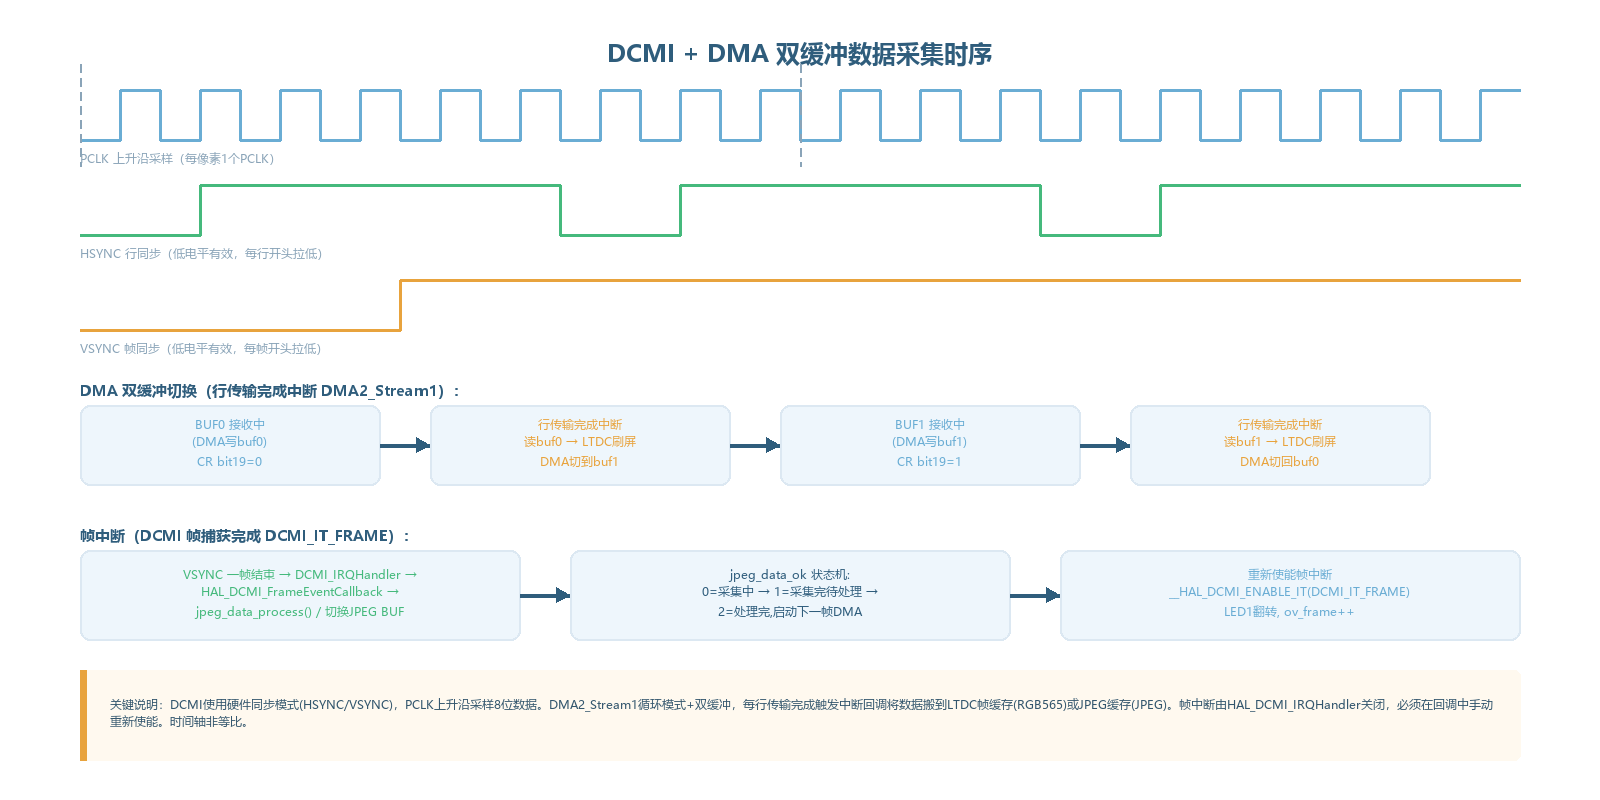 DCMI + DMA 双缓冲数据采集时序
PCLK 上升沿采样（每像素1个PCLK）
HSYNC 行同步（低电平有效，每行开头拉低）
VSYNC 帧同步（低电平有效，每帧开头拉低）
DMA 双缓冲切换（行传输完成中断 DMA2_Stream1）:
BUF0 接收中
(DMA写buf0)
CR bit19=0
行传输完成中断
读buf0 → LTDC刷屏
DMA切到buf1
BUF1 接收中
(DMA写buf1)
CR bit19=1
行传输完成中断
读buf1 → LTDC刷屏
DMA切回buf0
帧中断（DCMI 帧捕获完成 DCMI_IT_FRAME）:
VSYNC 一帧结束 → DCMI_IRQHandler →
HAL_DCMI_FrameEventCallback →
jpeg_data_process() / 切换JPEG BUF
jpeg_data_ok 状态机:
0=采集中 → 1=采集完待处理 →
2=处理完,启动下一帧DMA
重新使能帧中断
__HAL_DCMI_ENABLE_IT(DCMI_IT_FRAME)
LED1翻转, ov_frame++
关键说明：DCMI使用硬件同步模式(HSYNC/VSYNC)，PCLK上升沿采样8位数据。DMA2_Stream1循环模式+双缓冲，每行传输完成触发中断回调将数据搬到LTDC帧缓存(RGB565)或JPEG缓存(JPEG)。帧中断由HAL_DCMI_IRQHandler关闭，必须在回调中手动
重新使能。时间轴非等比。